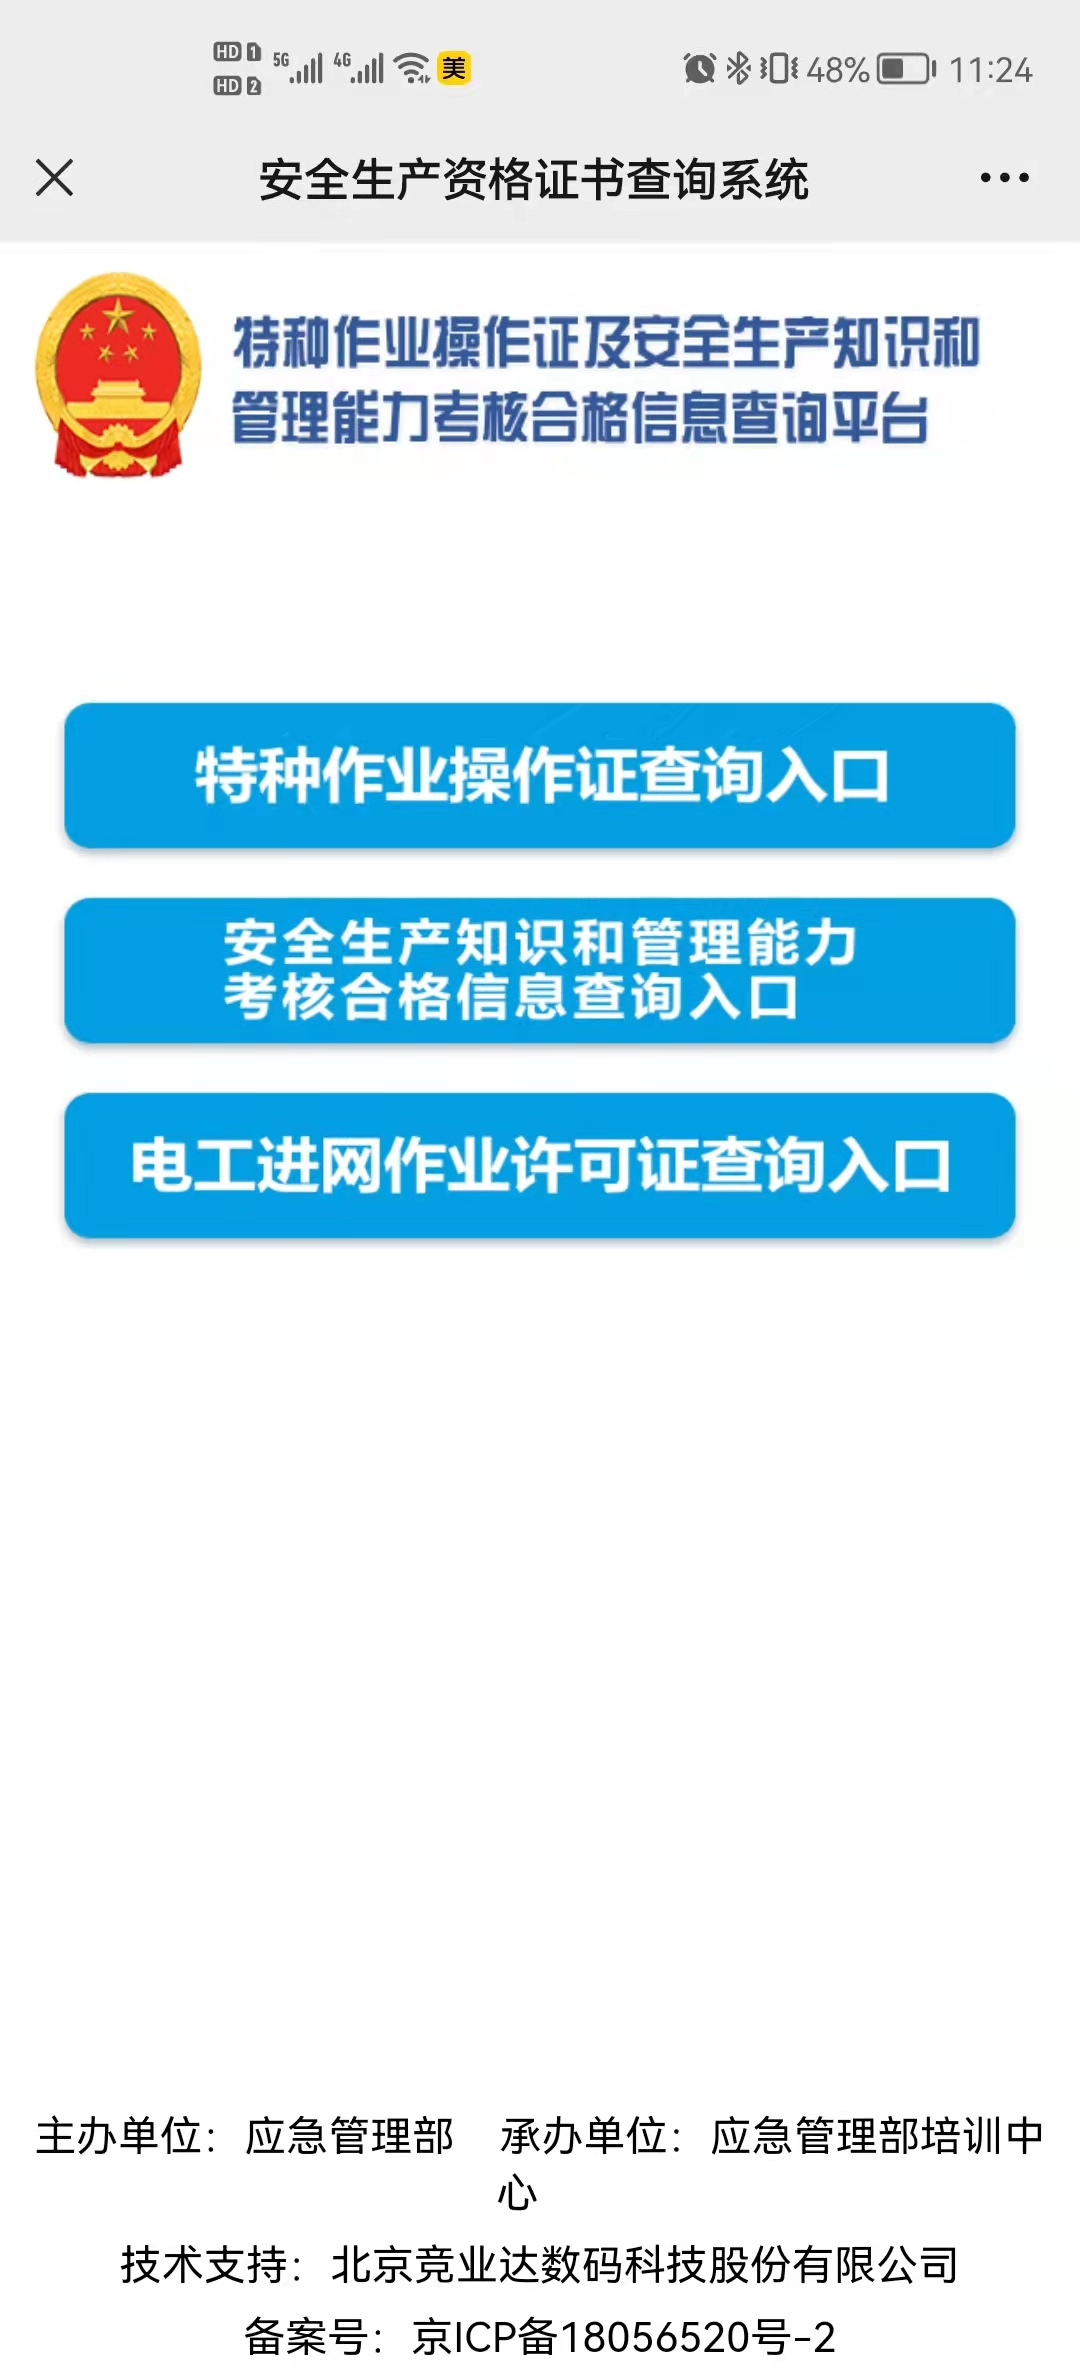 HD 1 5G 4G 美 48% 11:24
HD 2
安全生产资格证书查询系统
特种作业操作证及安全生产知识和
管理能力考核合格信息查询平台
特种作业操作证查询入口
安全生产知识和管理能力
考核合格信息查询入口
电工进网作业许可证查询入口
主办单位：应急管理部 承办单位：应急管理部培训中
心
技术支持：北京竞业达数码科技股份有限公司
备案号：京ICP备18056520号-2